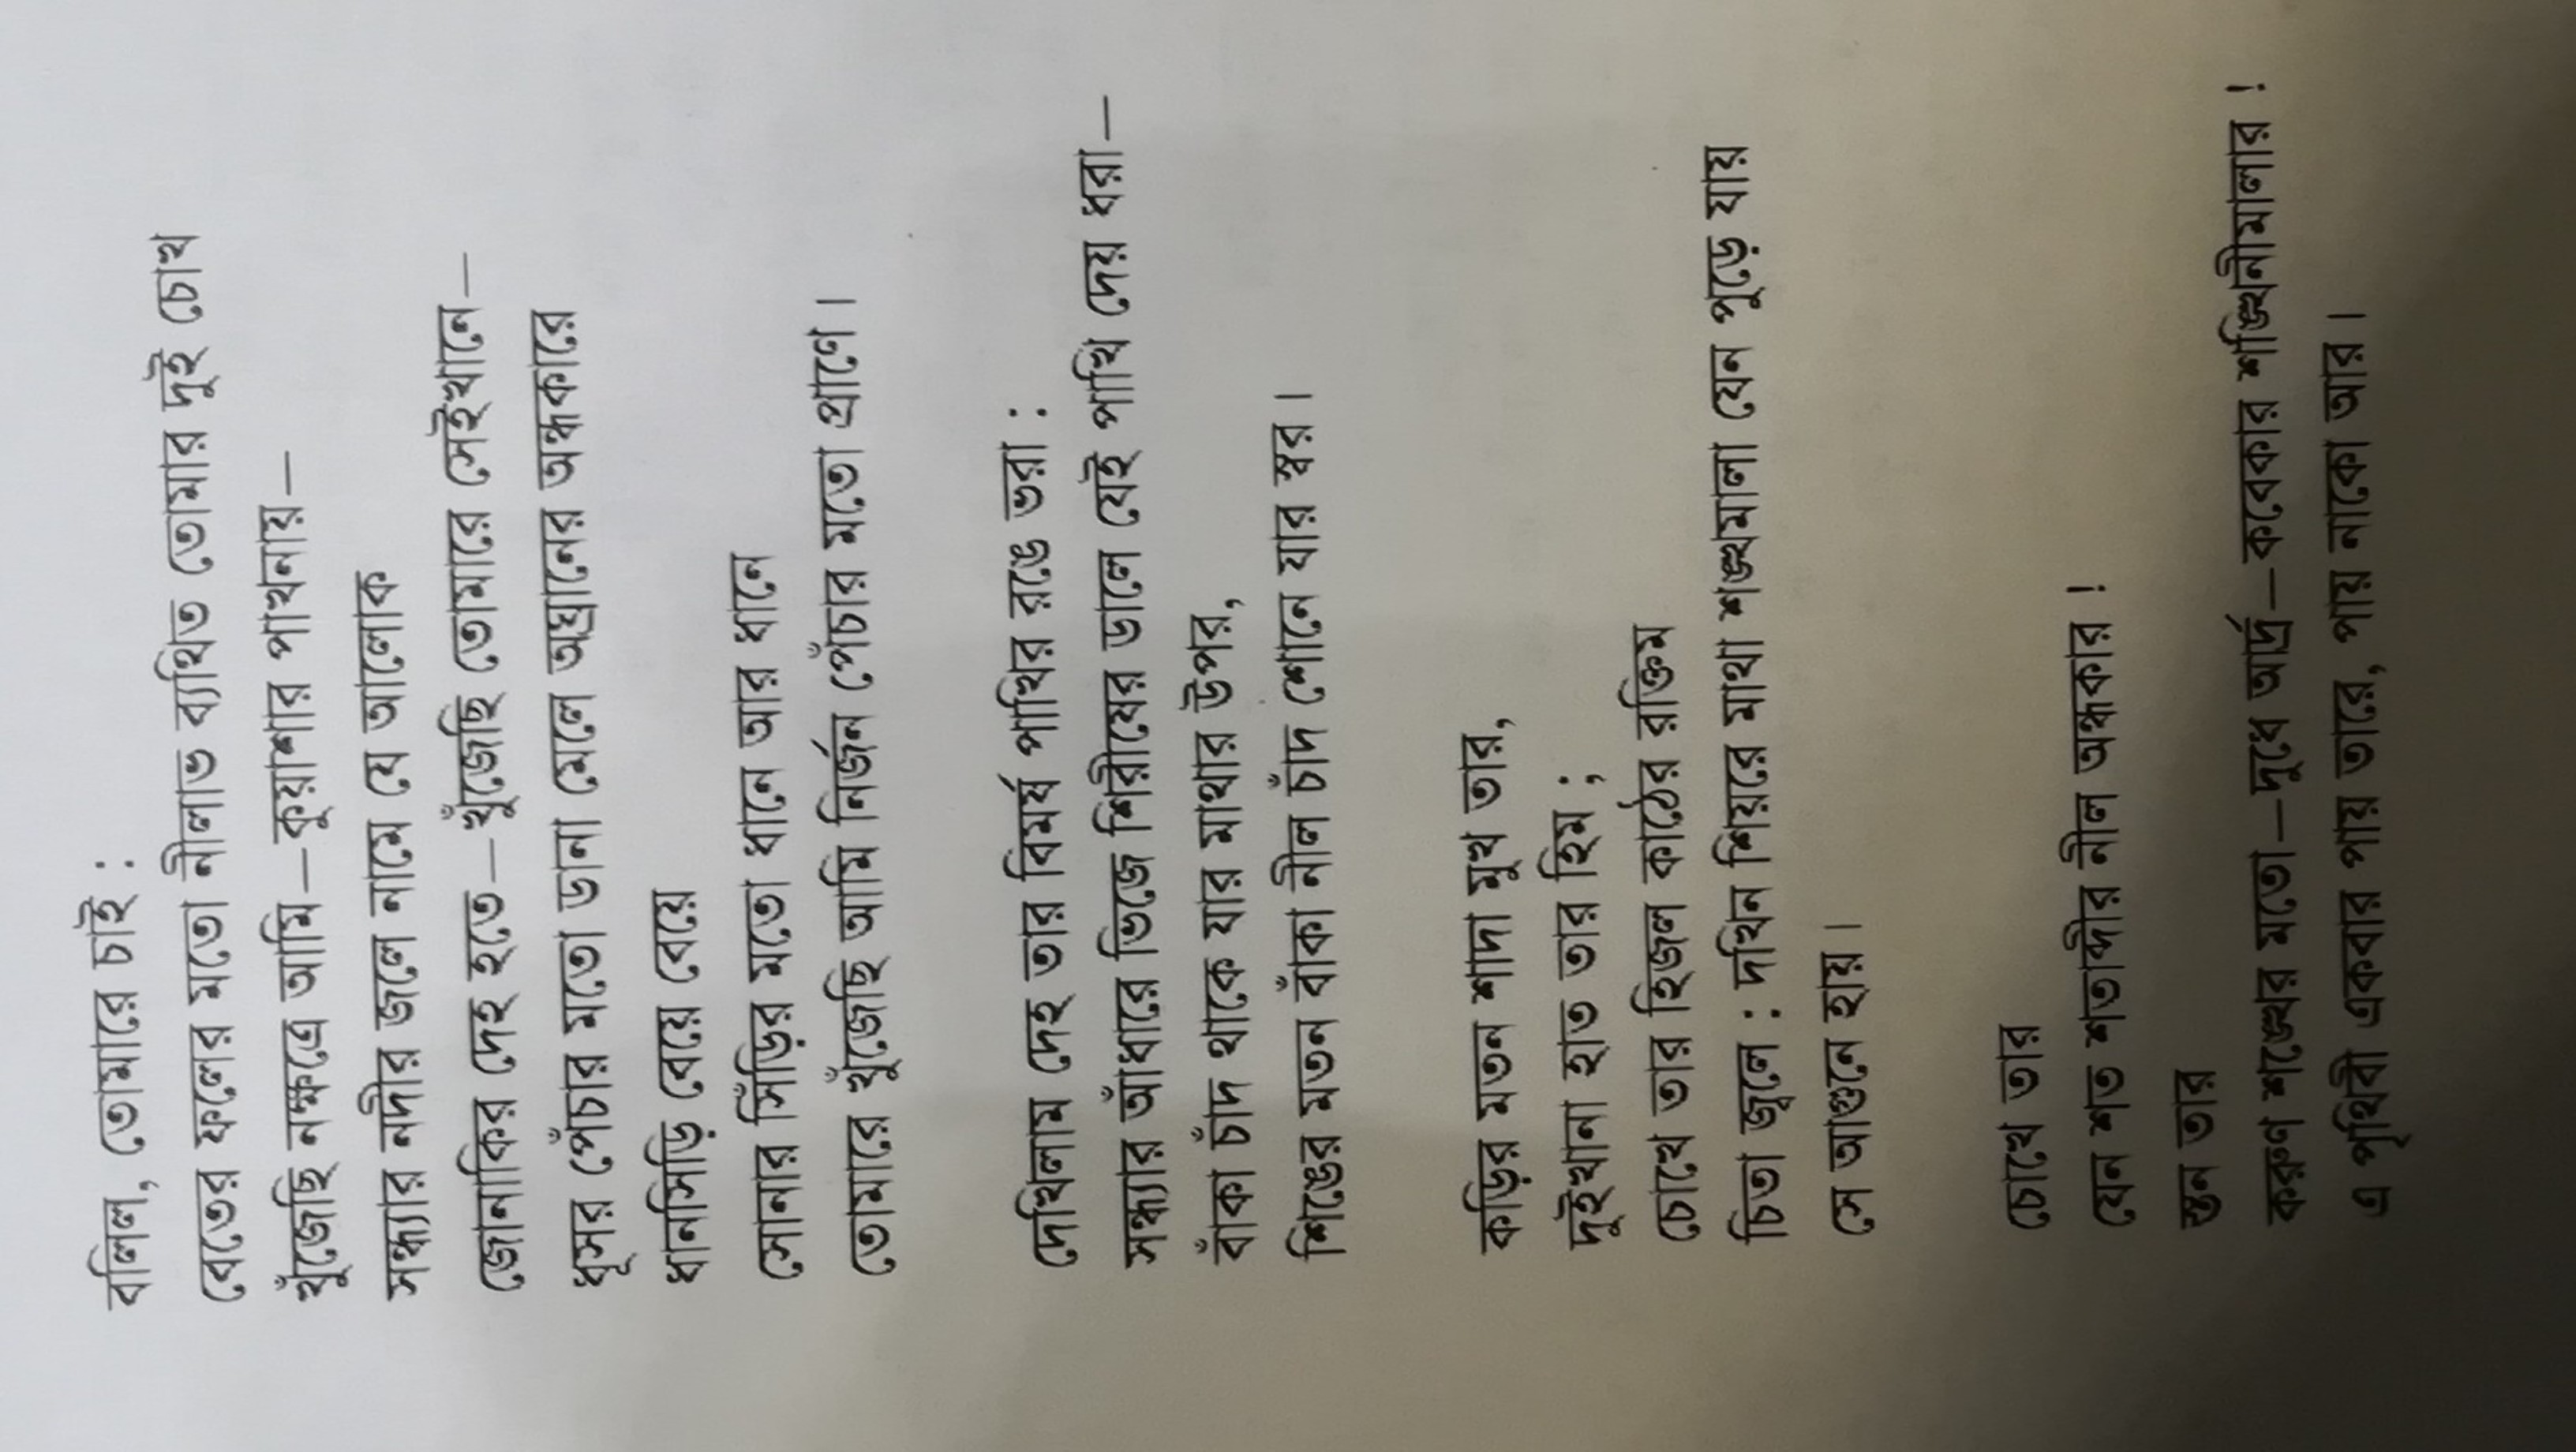 বলিল, তোমারে চাই :
বেতের ফলের মতো নীলাভ ব্যথিত তোমার দুই চোখ
খুঁজেছি নক্ষত্রে আমি—কুয়াশার পাখনায়—
সন্ধ্যার নদীর জলে নামে যে আলোক
জোনাকির দেহ হতে—খুঁজেছি তোমারে সেইখানে—
ধূসর পেঁচার মতো ডানা মেলে অঘ্রানের অন্ধকারে
ধানসিড়ি বেয়ে বেয়ে
সোনার সিঁড়ির মতো ধানে আর ধানে
তোমারে খুঁজেছি আমি নির্জন পেঁচার মতো প্রাণে।
দেখিলাম দেহ তার বিমর্ষ পাখির রঙে ভরা :
সন্ধ্যার আঁধারে ভিজে শিরীষের ডালে যেই পাখি দেয় ধরা—
বাঁকা চাঁদ থাকে যার মাথার উপর,
শিঙের মতন বাঁকা নীল চাঁদ শোনে যার স্বর।
কড়ির মতন শাদা মুখ তার,
দুইখানা হাত তার হিম ;
চোখে তার হিজল কাঠের রক্তিম
চিতা জ্বলে : দখিন শিয়রে মাথা শঙ্খমালা যেন পুড়ে যায়
সে আগুনে হায়।
চোখে তার
যেন শত শতাব্দীর নীল অন্ধকার !
স্তন তার
করুণ শঙ্খের মতো—দুধে আর্দ্র—কবেকার শঙ্খিনীমালার !
এ পৃথিবী একবার পায় তারে, পায় নাকো আর।